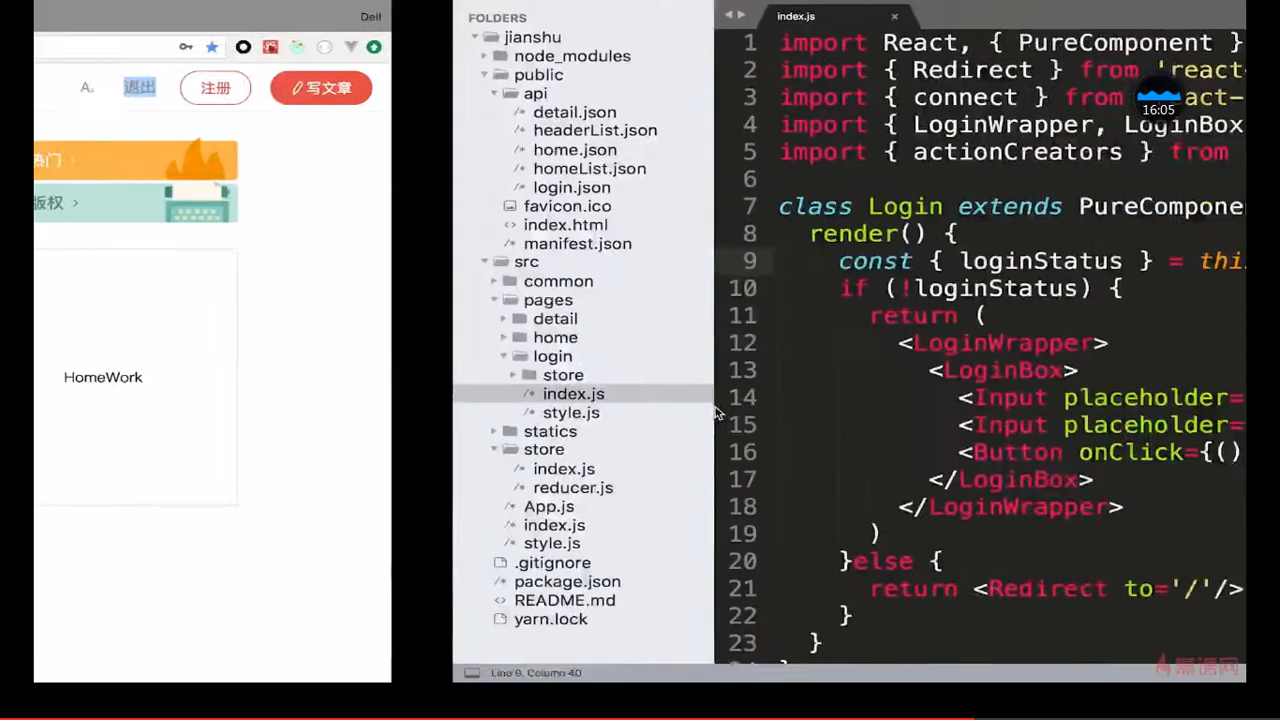 Dell
A
退出
注册
写文章
热门 >
版权 >
HomeWork
FOLDERS
jianshu
node_modules
public
api
detail.json
headerList.json
home.json
homeList.json
login.json
favicon.ico
index.html
manifest.json
src
common
pages
detail
home
login
store
index.js
style.js
statics
store
index.js
reducer.js
App.js
index.js
style.js
.gitignore
package.json
README.md
yarn.lock
index.js
1 import React, { PureComponent }
2 import { Redirect } from 'react-
3 import { connect } from act-
4 import { LoginWrapper, LoginBox
5 import { actionCreators } from
6
7 class Login extends PureCompone
8 render() {
9 const { loginStatus } = thi
10 if (!loginStatus) {
11 return (
12 <LoginWrapper>
13 <LoginBox>
14 <Input placeholder=
15 <Input placeholder=
16 <Button onClick={()
17 </LoginBox>
18 </LoginWrapper>
19 )
20 }else {
21 return <Redirect to='/'/>
22 }
23 }
16:05
Line 9, Column 40
慕课网